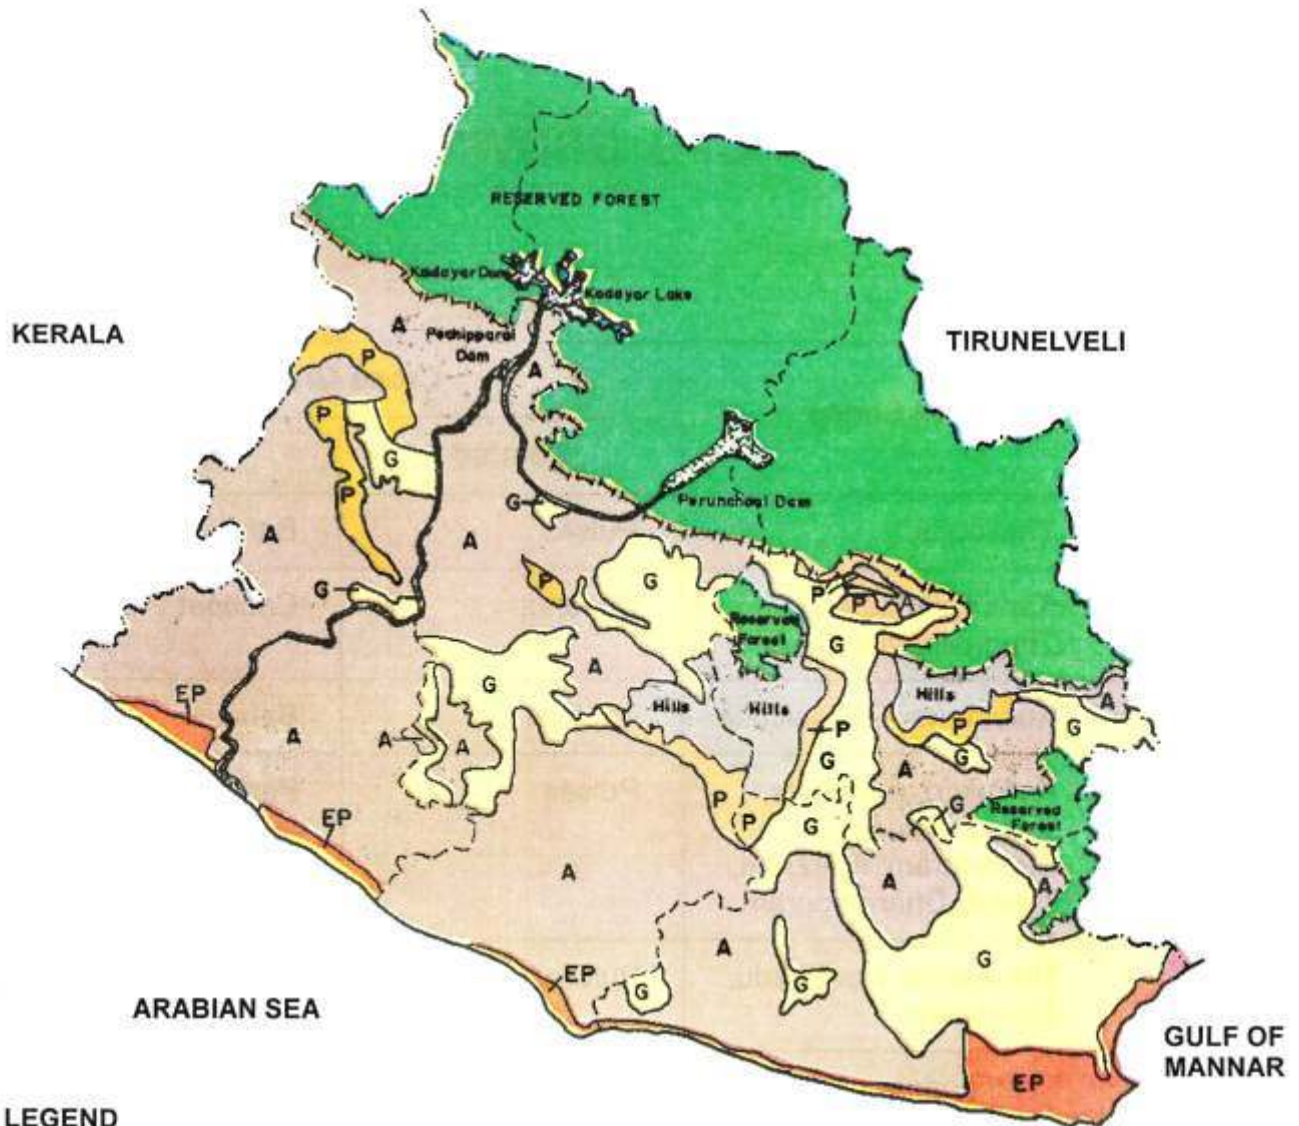 RESERVED FOREST
Kodayar Dam
Kodayar Lake
KERALA
A
Pechipparai
Dam
TIRUNELVELI
P
A
P
G
P
G
Perunchani Dam
A
A
G
P
G
P
P
A
Reserved
Forest
G
A
G
EP
Hills
Hills
Hills
A
A
A
A
P
P
G
G
G
A
P
P
G
G
Reserved
Forest
EP
A
A
A
A
G
EP
G
G
ARABIAN SEA
GULF OF
MANNAR
EP
LEGEND